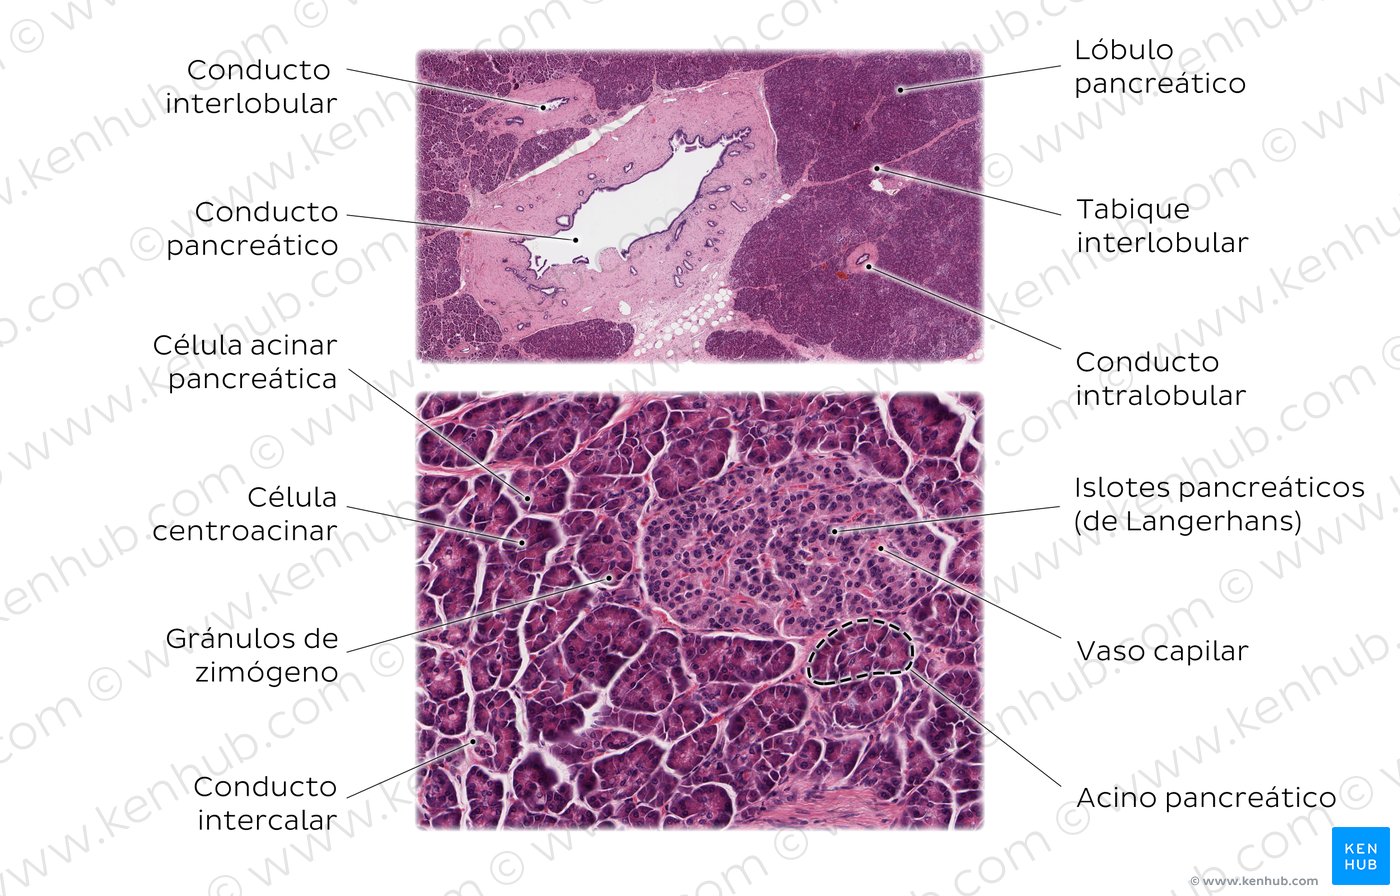 Conducto
interlobular
Conducto
pancreático
Célula acinar
pancreática
Célula
centroacinar
Gránulos de
zimógeno
Conducto
intercalar
Lóbulo
pancreático
Tabique
interlobular
Conducto
intralobular
Islotes pancreáticos
(de Langerhans)
Vaso capilar
Acino pancreático
KEN
HUB
© www.kenhub.com